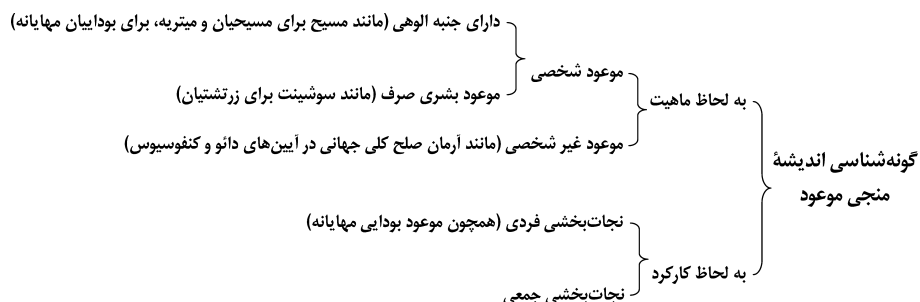 گونه‌شناسی اندیشهٔ
منجی موعود
به لحاظ ماهیت
موعود شخصی
دارای جنبه الوهی (مانند مسیح برای مسیحیان و میتریه، برای بوداییان مهایانه)
موعود بشری صرف (مانند سوشینت برای زرتشتیان)
موعود غیر شخصی (مانند آرمان صلح کلی جهانی در آیین‌های دائو و کنفوسیوس)
به لحاظ کارکرد
نجات‌بخشی فردی (همچون موعود بودایی مهایانه)
نجات‌بخشی جمعی